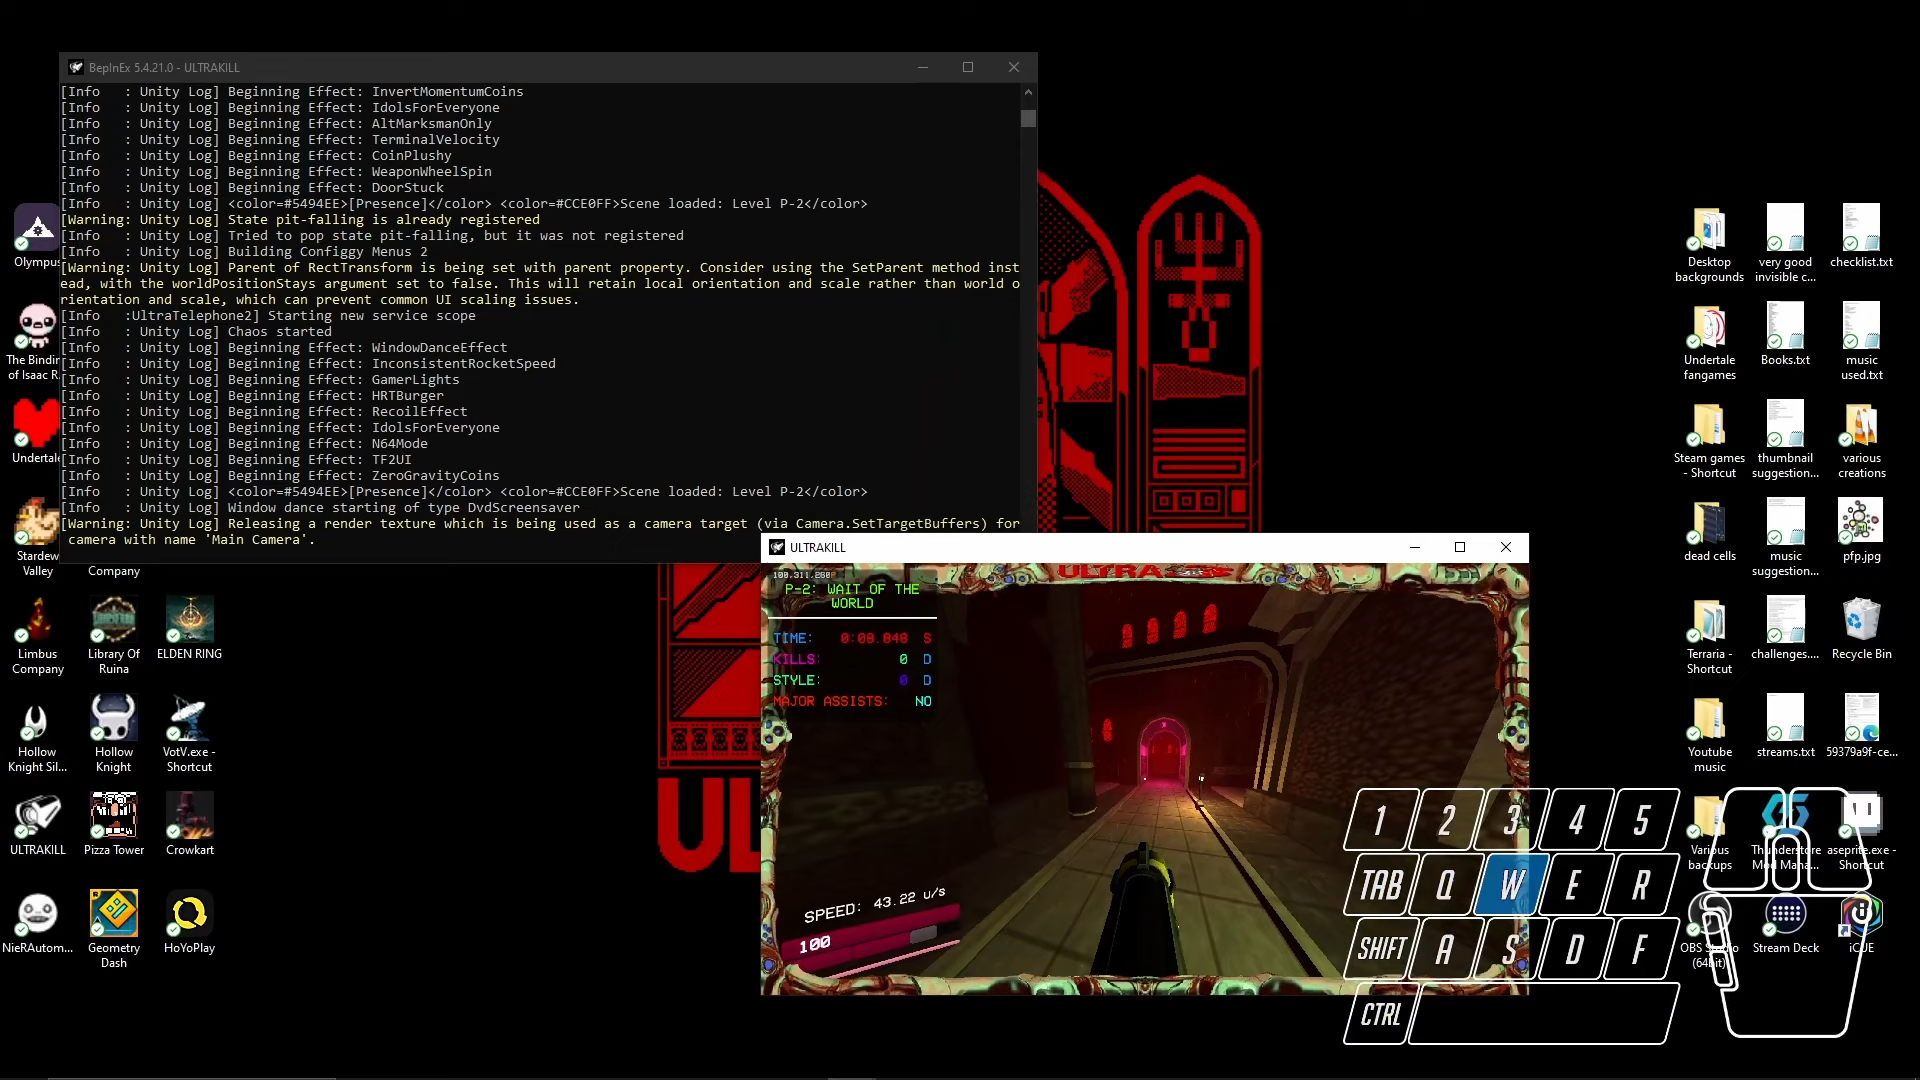 BepInEx 5.4.21.0 - ULTRAKILL
[Info   : Unity Log] Beginning Effect: InvertMomentumCoins
[Info   : Unity Log] Beginning Effect: IdolsForEveryone
[Info   : Unity Log] Beginning Effect: AltMarksmanOnly
[Info   : Unity Log] Beginning Effect: TerminalVelocity
[Info   : Unity Log] Beginning Effect: CoinPlushy
[Info   : Unity Log] Beginning Effect: WeaponWheelSpin
[Info   : Unity Log] Beginning Effect: DoorStuck
[Info   : Unity Log] <color=#5494EE>[Presence]</color> <color=#CCE0FF>Scene loaded: Level P-2</color>
[Warning: Unity Log] State pit-falling is already registered
[Info   : Unity Log] Tried to pop state pit-falling, but it was not registered
[Info   : Unity Log] Building Configgy Menus 2
[Warning: Unity Log] Parent of RectTransform is being set with parent property. Consider using the SetParent method inst
ead, with the worldPositionStays argument set to false. This will retain local orientation and scale rather than world o
rientation and scale, which can prevent common UI scaling issues.
[Info   :UltraTelephone2] Starting new service scope
[Info   : Unity Log] Chaos started
[Info   : Unity Log] Beginning Effect: WindowDanceEffect
[Info   : Unity Log] Beginning Effect: InconsistentRocketSpeed
[Info   : Unity Log] Beginning Effect: GamerLights
[Info   : Unity Log] Beginning Effect: HRTBurger
[Info   : Unity Log] Beginning Effect: RecoilEffect
[Info   : Unity Log] Beginning Effect: IdolsForEveryone
[Info   : Unity Log] Beginning Effect: N64Mode
[Info   : Unity Log] Beginning Effect: TF2UI
[Info   : Unity Log] Beginning Effect: ZeroGravityCoins
[Info   : Unity Log] <color=#5494EE>[Presence]</color> <color=#CCE0FF>Scene loaded: Level P-2</color>
[Info   : Unity Log] Window dance starting of type DvdScreensaver
[Warning: Unity Log] Releasing a render texture which is being used as a camera target (via Camera.SetTargetBuffers) for
camera with name 'Main Camera'.
Olympus
The Bindin
of Isaac R
Undertale
Stardew
Valley
Company
Limbus
Company
Library Of
Ruina
ELDEN RING
Hollow
Knight Sil...
Hollow
Knight
VotV.exe -
Shortcut
ULTRAKILL
Pizza Tower
Crowkart
NieRAutom...
Geometry
Dash
HoYoPlay
UL
ULTRAKILL
ULTRA
P-2: WAIT OF THE
WORLD
TIME: 0:08.848 S
KILLS: 0 D
STYLE: 0 D
MAJOR ASSISTS: NO
SPEED: 43.22 u/s
100
Desktop
backgrounds
very good
invisible c...
checklist.txt
Undertale
fangames
Books.txt
music
used.txt
Steam games
- Shortcut
thumbnail
suggestion...
various
creations
dead cells
music
suggestion...
pfp.jpg
Terraria -
Shortcut
challenges....
Recycle Bin
Youtube
music
streams.txt
59379a9f-ce...
Various
backups
Thunderstore
Mod Mana...
aseprite.exe -
Shortcut
OBS Studio
(64bit)
Stream Deck
iCUE
1 2 3 4 5
TAB Q W E R
SHIFT A S D F
CTRL